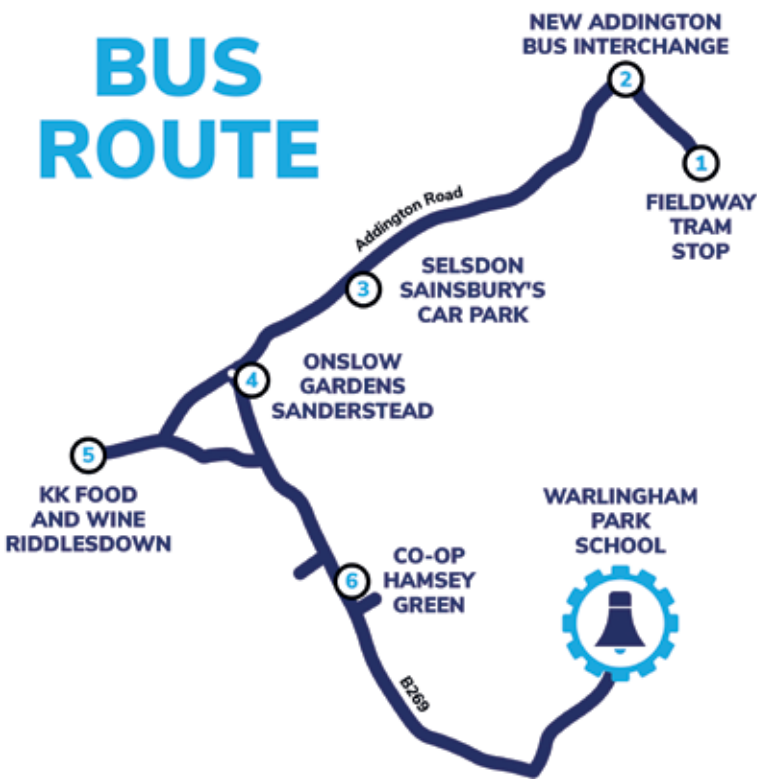 BUS
ROUTE
NEW ADDINGTON
BUS INTERCHANGE
2
1
FIELDWAY
TRAM
STOP
Addington Road
3
SELSDON
SAINSBURY'S
CAR PARK
4
ONSLOW
GARDENS
SANDERSTEAD
5
KK FOOD
AND WINE
RIDDLESDOWN
6
CO-OP
HAMSEY
GREEN
WARLINGHAM
PARK
SCHOOL
B269